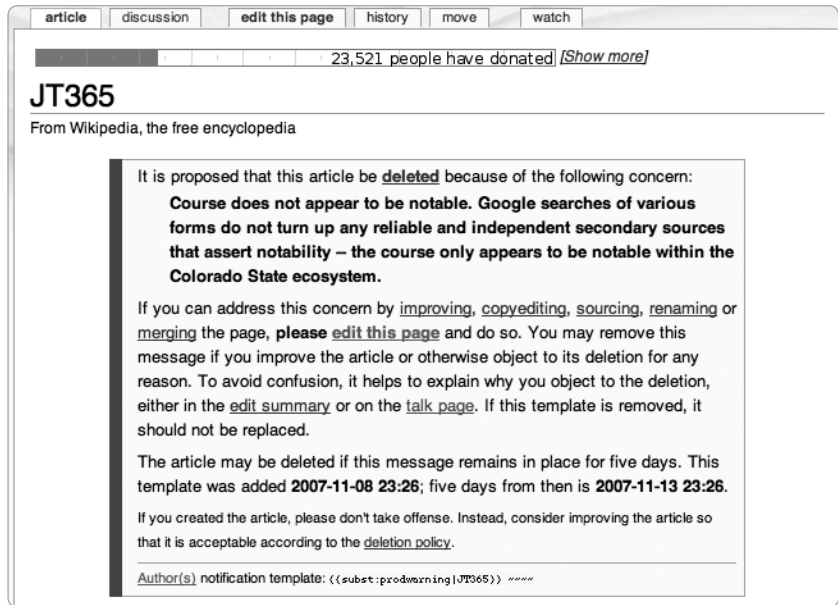 article discussion edit this page history move watch
23,521 people have donated [Show more]
JT365
From Wikipedia, the free encyclopedia
It is proposed that this article be deleted because of the following concern:
Course does not appear to be notable. Google searches of various
forms do not turn up any reliable and independent secondary sources
that assert notability – the course only appears to be notable within the
Colorado State ecosystem.
If you can address this concern by improving, copyediting, sourcing, renaming or
merging the page, please edit this page and do so. You may remove this
message if you improve the article or otherwise object to its deletion for any
reason. To avoid confusion, it helps to explain why you object to the deletion,
either in the edit summary or on the talk page. If this template is removed, it
should not be replaced.
The article may be deleted if this message remains in place for five days. This
template was added 2007-11-08 23:26; five days from then is 2007-11-13 23:26.
If you created the article, please don't take offense. Instead, consider improving the article so
that it is acceptable according to the deletion policy.
Author(s) notification template: {{subst:prodwarning|JT365}} ~~~~